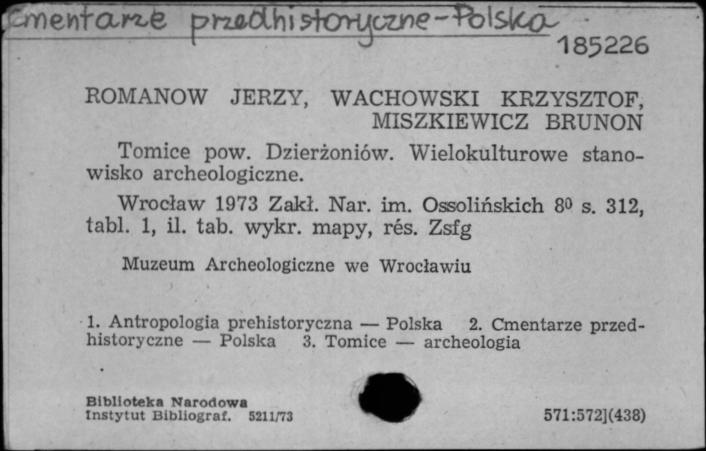 Cmentarze przedhistoryczne-Polska
185226
ROMANOW JERZY, WACHOWSKI KRZYSZTOF,
MISZKIEWICZ BRUNON
Tomice pow. Dzierżoniów. Wielokulturowe stano-
wisko archeologiczne.
Wrocław 1973 Zakł. Nar. im. Ossolińskich 8⁰ s. 312,
tabl. 1, il. tab. wykr. mapy, rés. Zsfg
Muzeum Archeologiczne we Wrocławiu
1. Antropologia prehistoryczna — Polska 2. Cmentarze przed-
historyczne — Polska 3. Tomice — archeologia
Biblioteka Narodowa
Instytut Bibliograf. 5211/73
571:572](438)